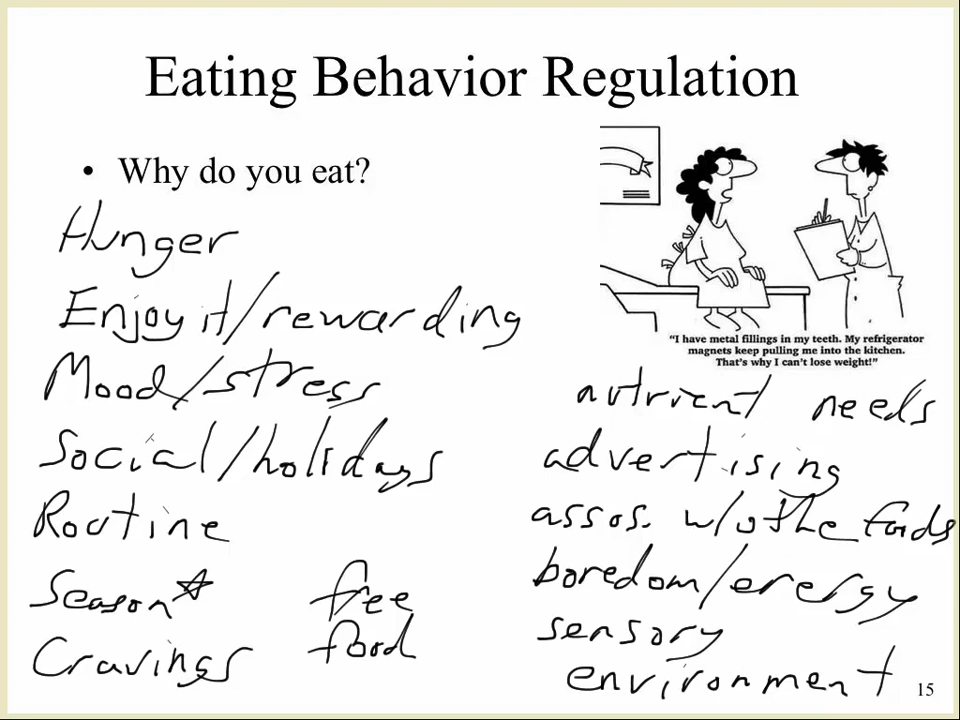 Eating Behavior Regulation
• Why do you eat?
Hunger
Enjoy it/rewarding
Mood/stress
Social/holidays
Routine
Season☆
Cravings
free
food
"I have metal fillings in my teeth. My refrigerator
magnets keep pulling me into the kitchen.
That's why I can't lose weight!"
nutrient needs
advertising
assos. w/othe foods
boredom/energy
sensory
environment
15